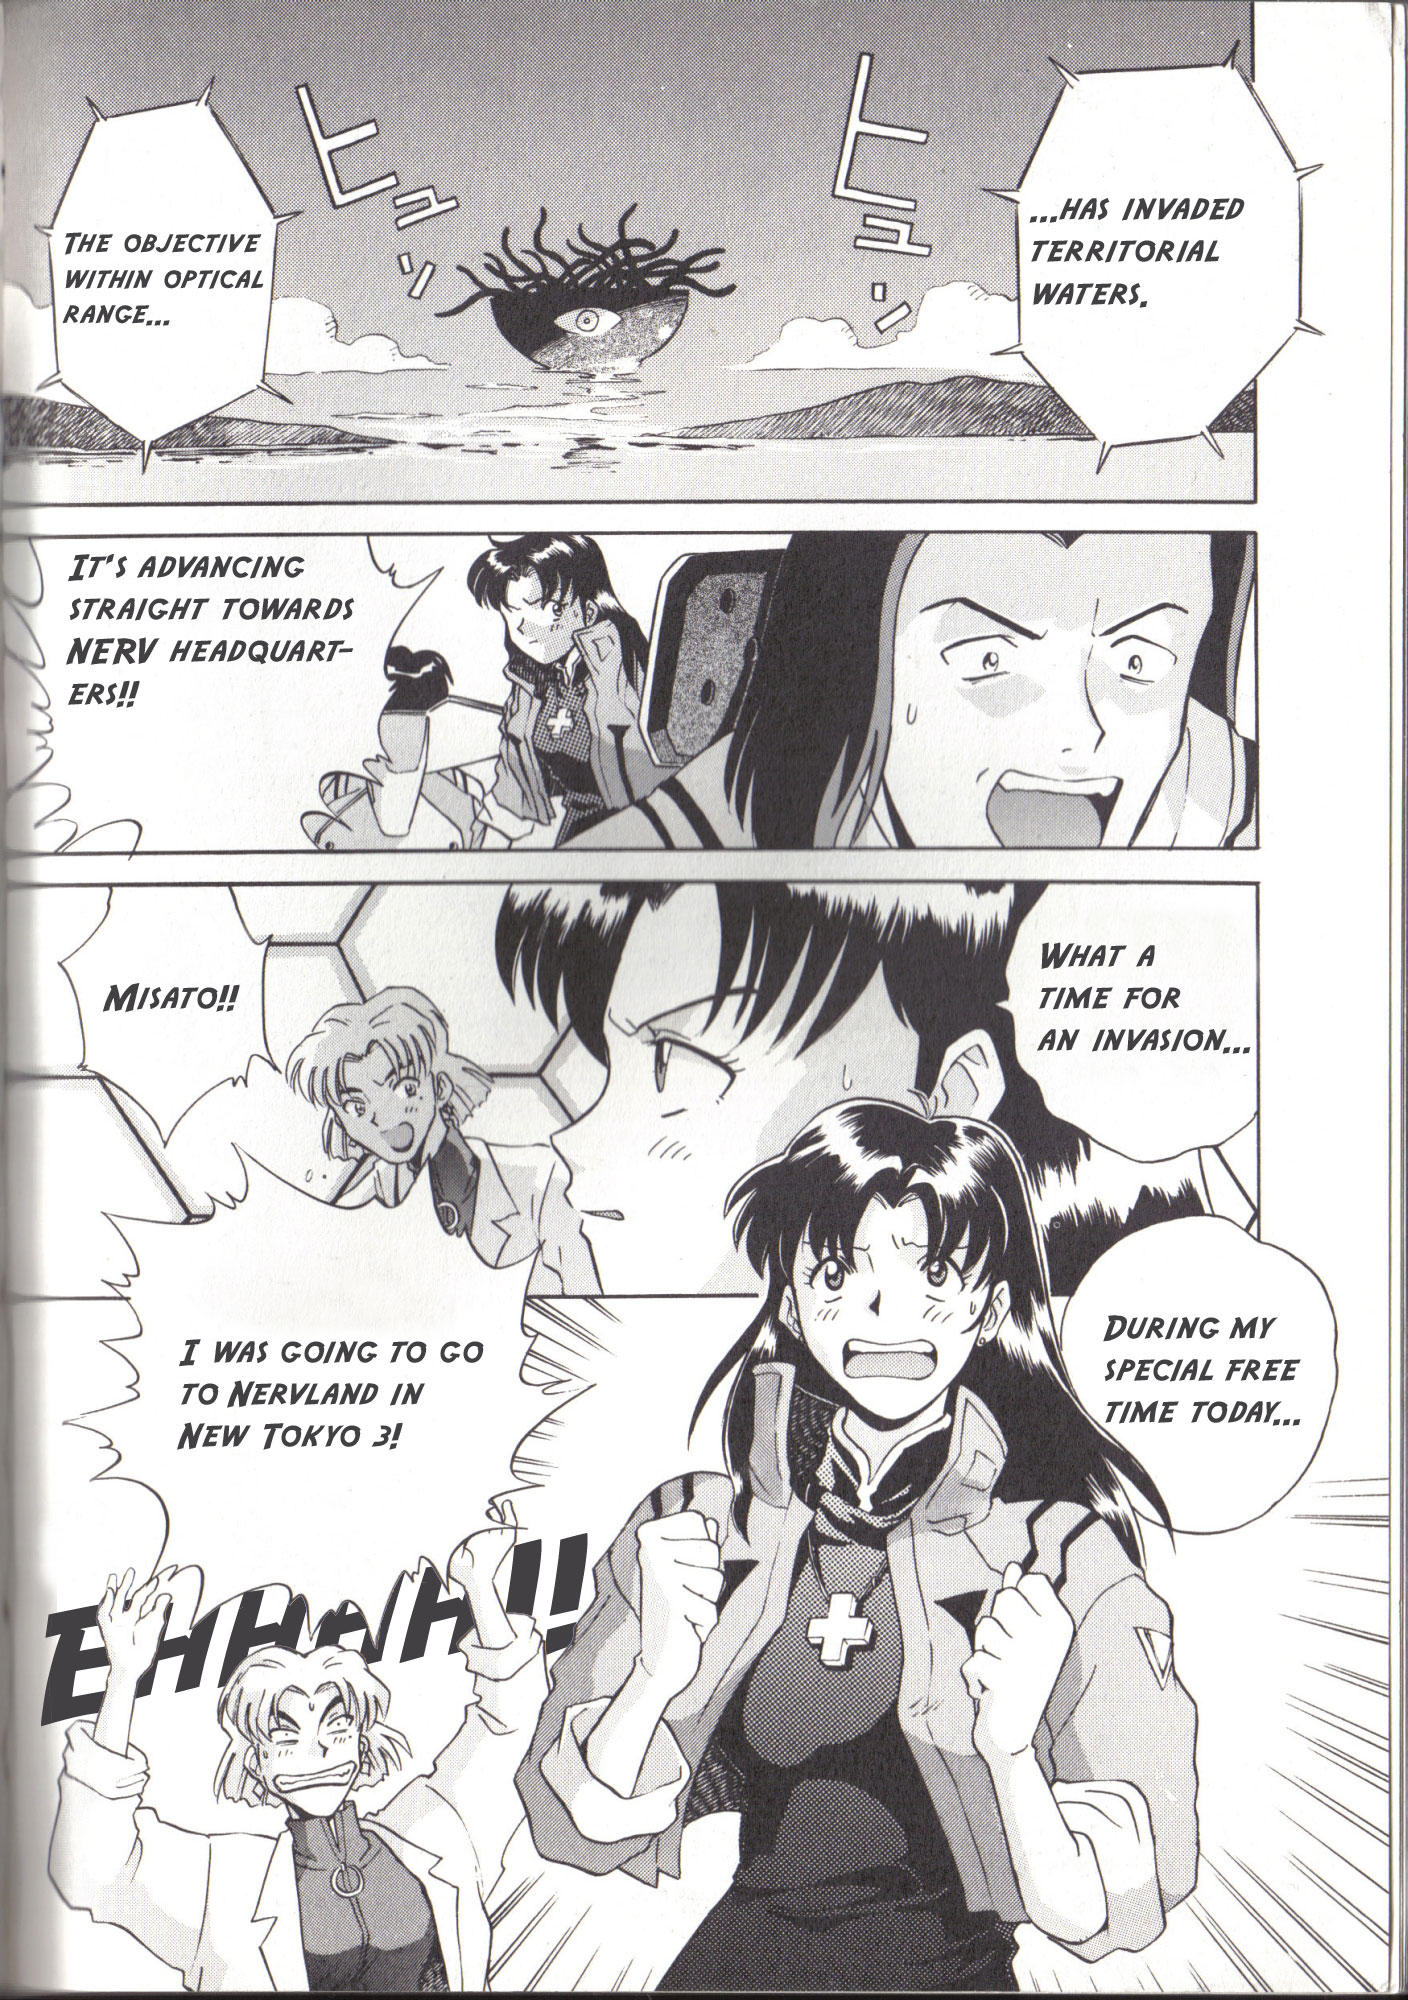 THE OBJECTIVE
WITHIN OPTICAL
RANGE...
ヒュン
ヒュン
...HAS INVADED
TERRITORIAL
WATERS.
IT'S ADVANCING
STRAIGHT TOWARDS
NERV HEADQUART-
ERS!!
WHAT A
TIME FOR
AN INVASION...
MISATO!!
DURING MY
SPECIAL FREE
TIME TODAY...
I WAS GOING TO GO
TO NERVLAND IN
NEW TOKYO 3!
EHHHH!!